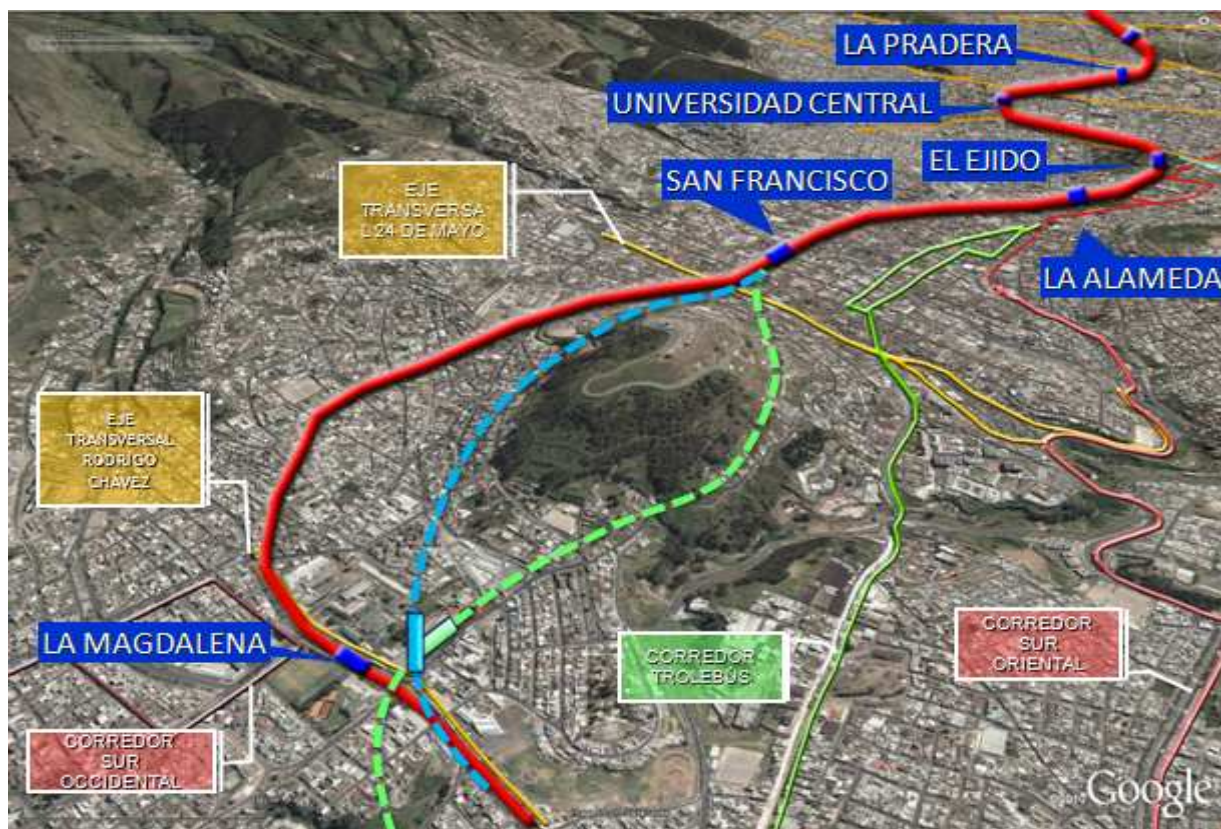 LA PRADERA
UNIVERSIDAD CENTRAL
EL EJIDO
SAN FRANCISCO
EJE
TRANSVERSA
L 24 DE MAYO
LA ALAMEDA
EJE
TRANSVERSAL
RODRIGO
CHAVEZ
LA MAGDALENA
CORREDOR
TROLEBÚS
CORREDOR
SUR
ORIENTAL
CORREDOR
SUR
OCCIDENTAL
Google